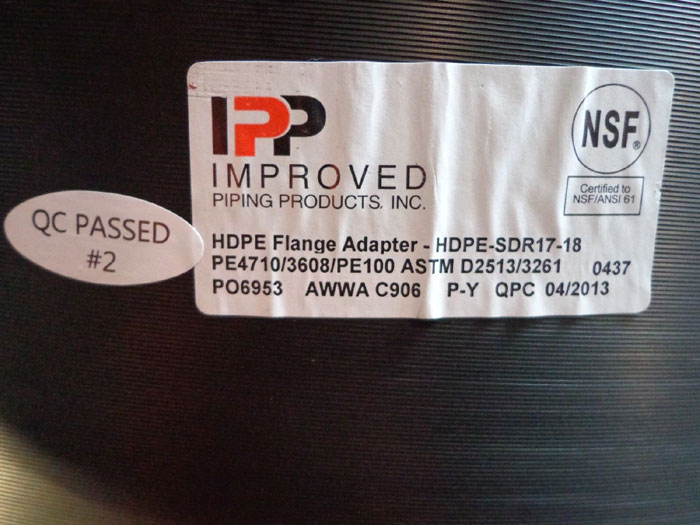 IPP
IMPROVED
PIPING PRODUCTS, INC.
NSF®
Certified to
NSF/ANSI 61
HDPE Flange Adapter - HDPE-SDR17-18
PE4710/3608/PE100 ASTM D2513/3261 0437
PO6953 AWWA C906 P-Y QPC 04/2013
QC PASSED
#2